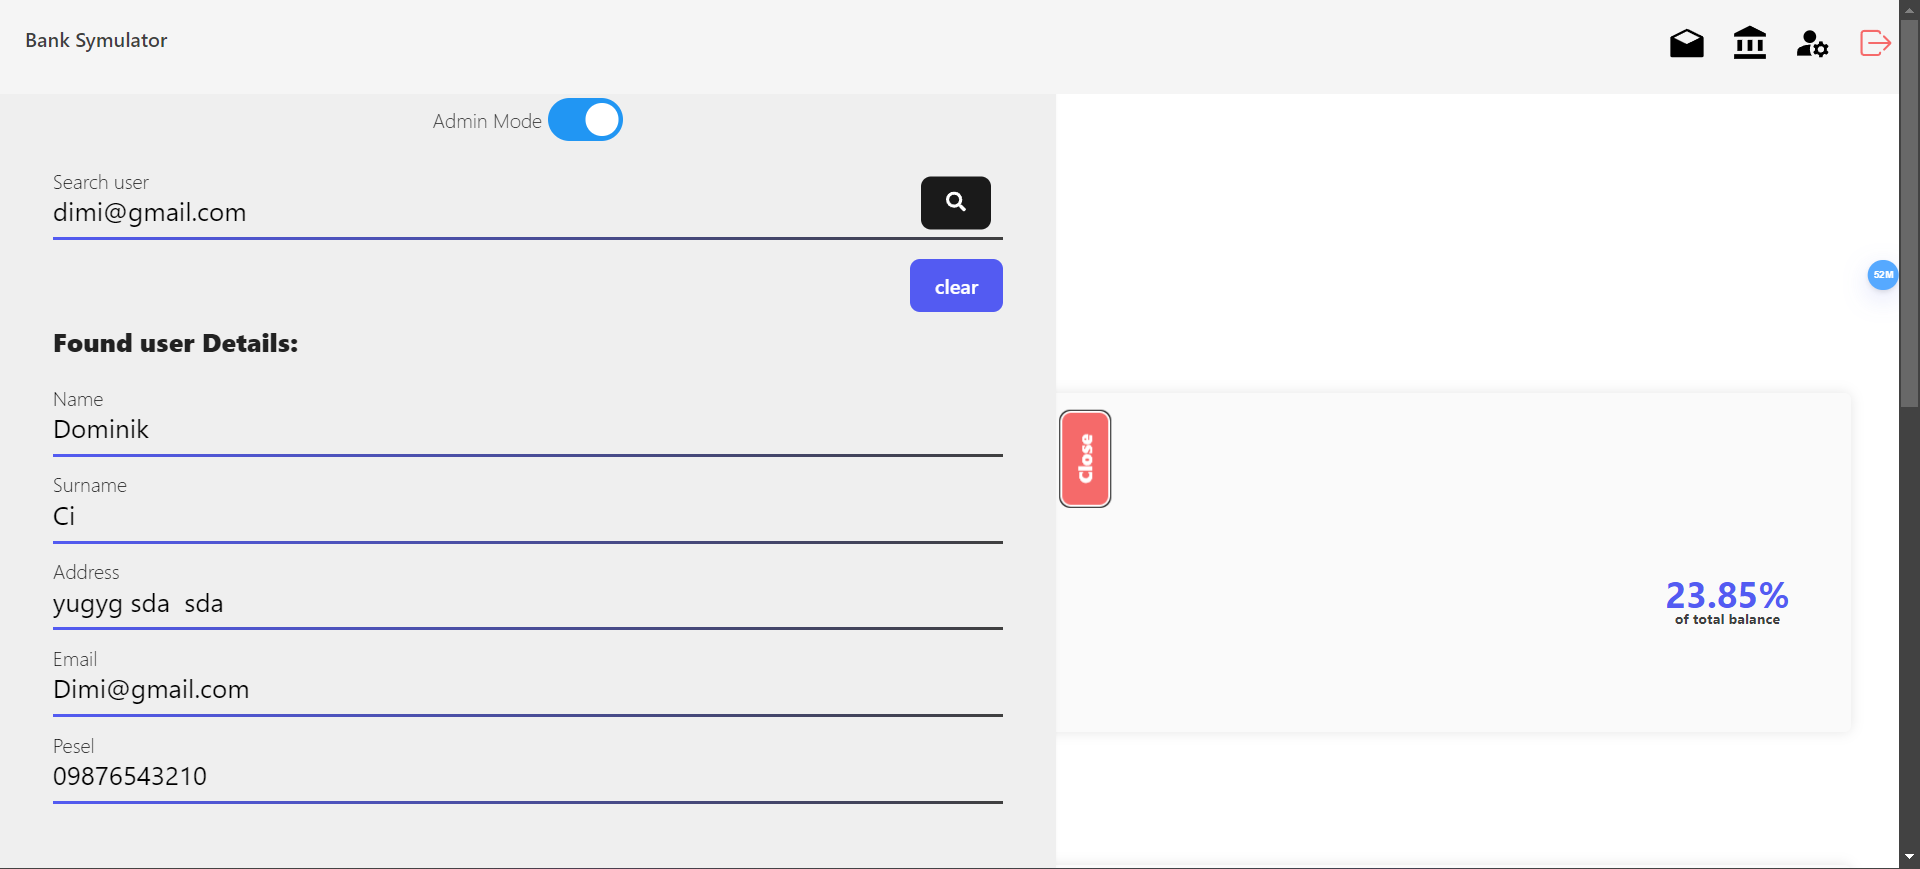 Bank Symulator
Admin Mode
Search user
dimi@gmail.com
clear
52M
Found user Details:
Name
Dominik
Close
Surname
Ci
Address
yugyg sda  sda
23.85%
of total balance
Email
Dimi@gmail.com
Pesel
09876543210